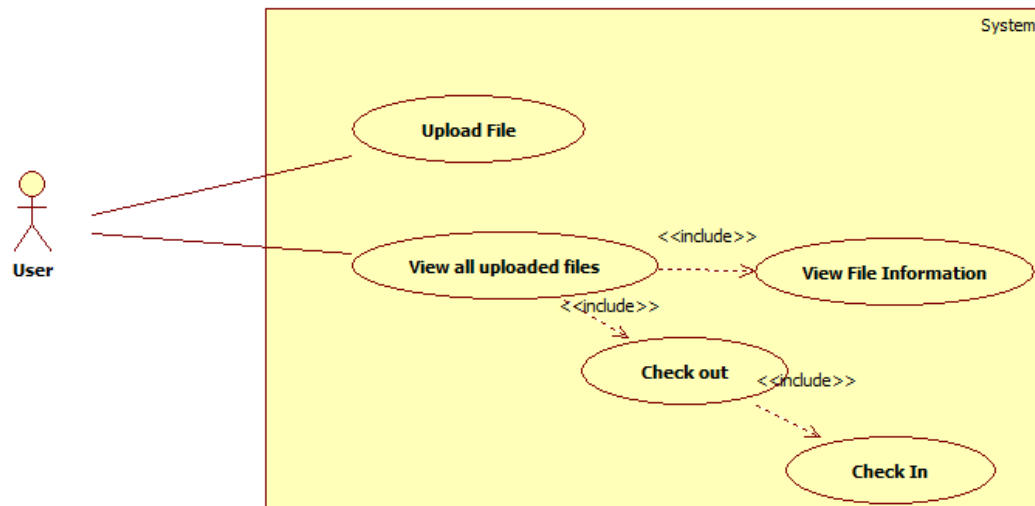 System
Upload File
User
<<include>>
View all uploaded files
View File Information
<<include>>
Check out
<<include>>
Check In